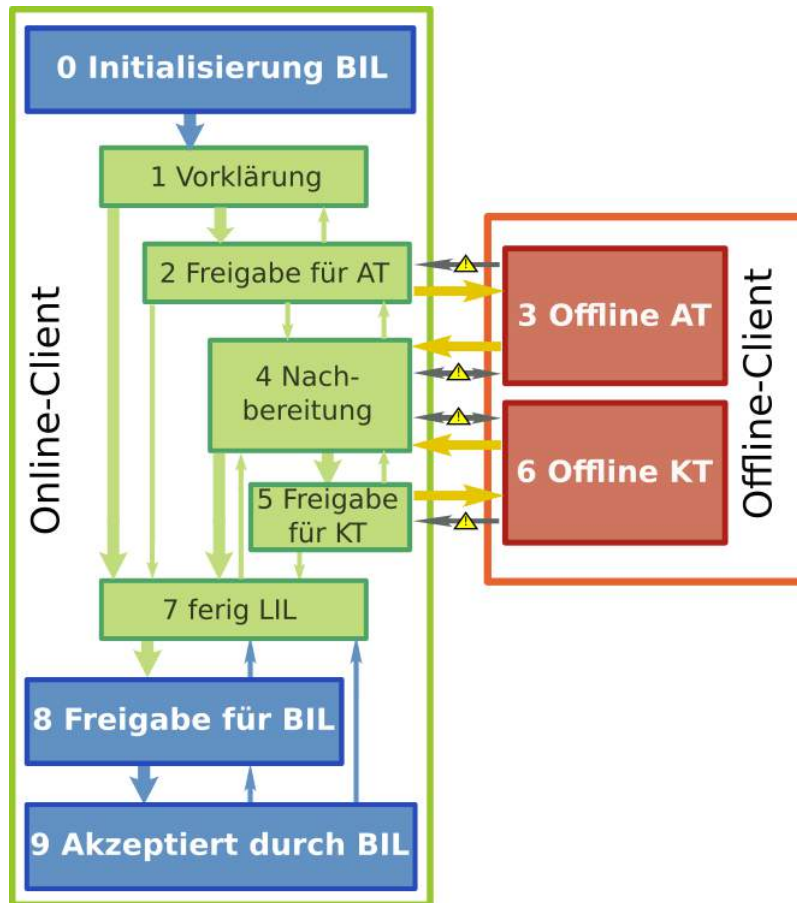 0 Initialisierung BIL
1 Vorklärung
2 Freigabe für AT
3 Offline AT
4 Nach-
bereitung
6 Offline KT
5 Freigabe
für KT
7 ferig LIL
8 Freigabe für BIL
9 Akzeptiert durch BIL
Online-Client
Offline-Client